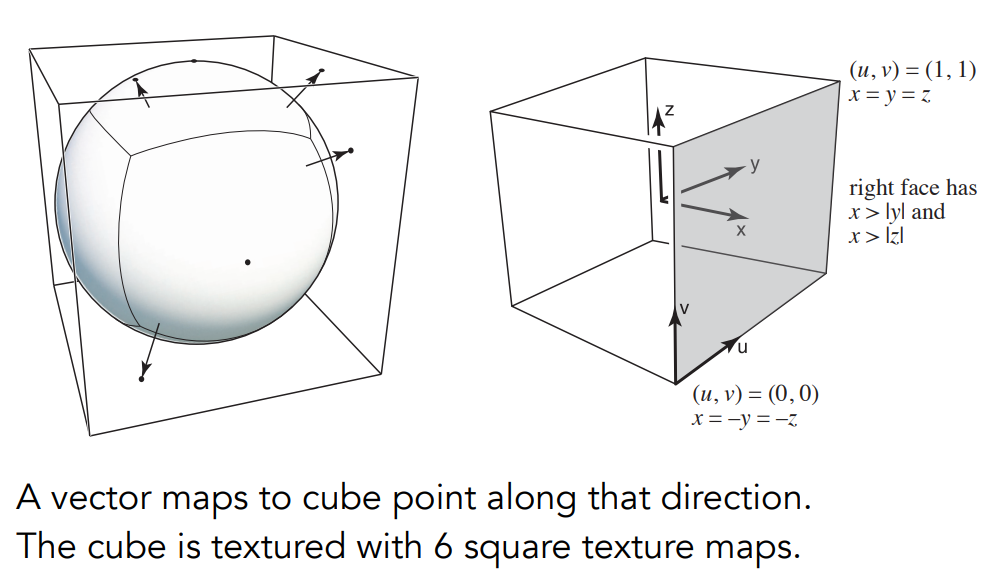 (u, v) = (1, 1)
x = y = z
z
y
x
right face has
x > |y| and
x > |z|
v
u
(u, v) = (0, 0)
x = –y = –z
A vector maps to cube point along that direction.
The cube is textured with 6 square texture maps.